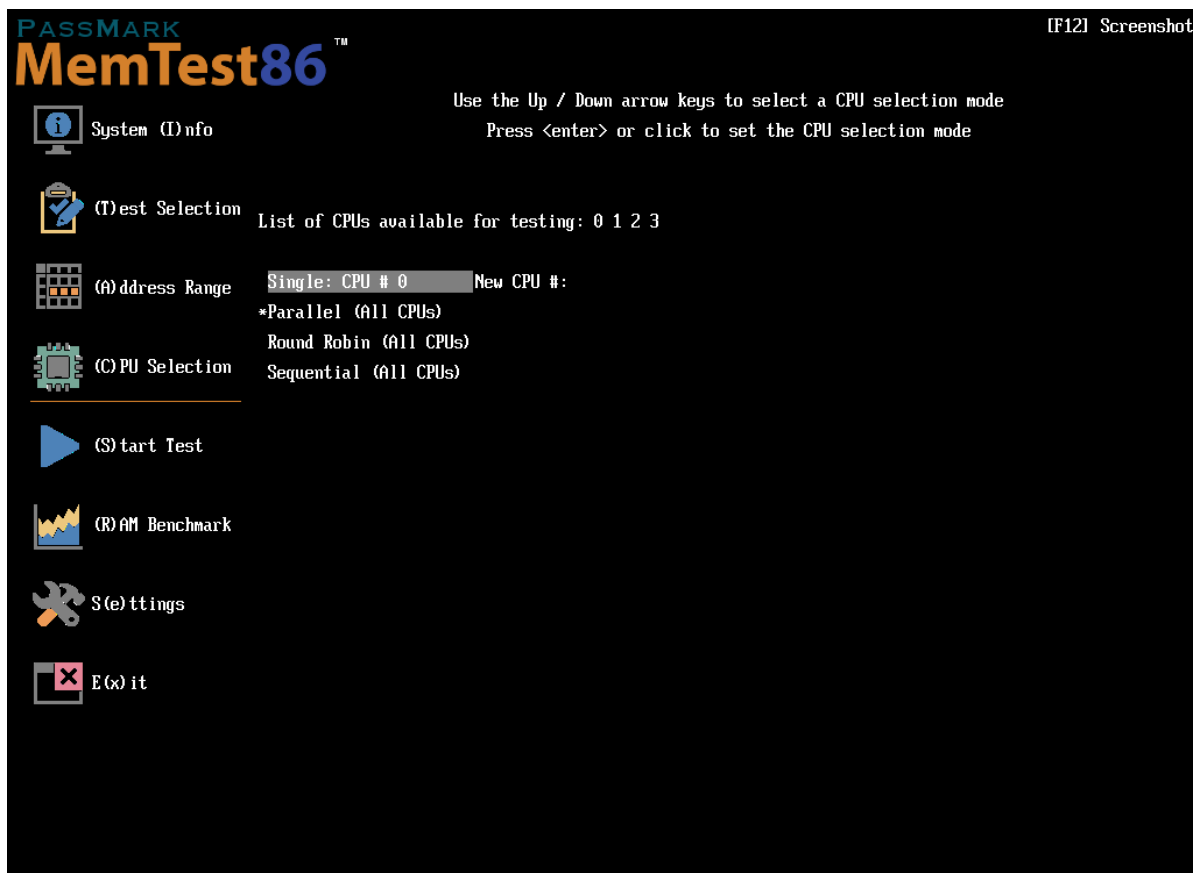 PASSMARK
MemTest86™
[F12] Screenshot
Use the Up / Down arrow keys to select a CPU selection mode
Press <enter> or click to set the CPU selection mode
System (I)nfo
(T)est Selection
List of CPUs available for testing: 0 1 2 3
(A)ddress Range
Single: CPU # 0 New CPU #:
*Parallel (All CPUs)
Round Robin (All CPUs)
(C)PU Selection
Sequential (All CPUs)
(S)tart Test
(R)AM Benchmark
S(e)ttings
E(x)it